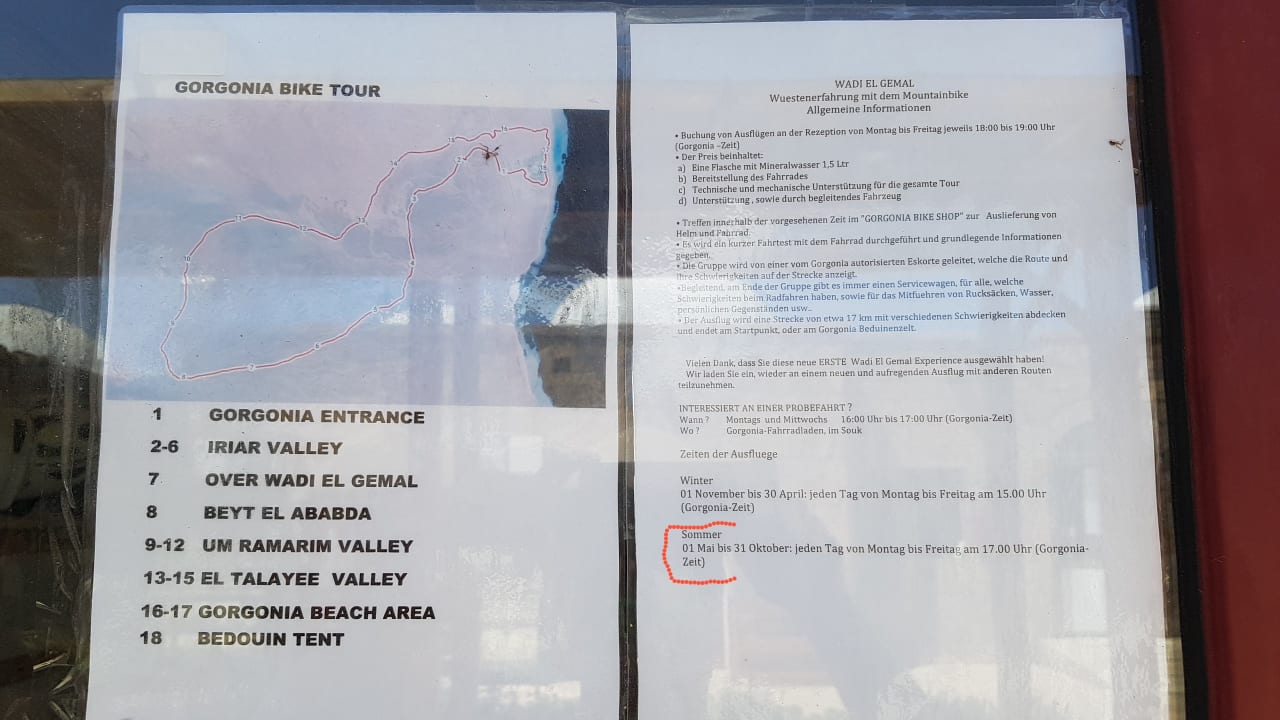 GORGONIA BIKE TOUR
1 GORGONIA ENTRANCE
2-6 IRIAR VALLEY
7 OVER WADI EL GEMAL
8 BEYT EL ABABDA
9-12 UM RAMARIM VALLEY
13-15 EL TALAYEE VALLEY
16-17 GORGONIA BEACH AREA
18 BEDOUIN TENT
WADI EL GEMAL
Wuestenerfahrung mit dem Mountainbike
Allgemeine Informationen
• Buchung von Ausflügen an der Rezeption von Montag bis Freitag jeweils 18:00 bis 19:00 Uhr
(Gorgonia –Zeit)
• Der Preis beinhaltet:
a) Eine Flasche mit Mineralwasser 1,5 Ltr
b) Bereitstellung des Fahrrades
c) Technische und mechanische Unterstützung für die gesamte Tour
d) Unterstützung , sowie durch begleitendes Fahrzeug
• Treffen innerhalb der vorgesehenen Zeit im "GORGONIA BIKE SHOP" zur Auslieferung von
Helm und Fahrrad.
• Es wird ein kurzer Fahrtest mit dem Fahrrad durchgeführt und grundlegende Informationen
gegeben.
• Die Gruppe wird von einer vom Gorgonia autorisierten Eskorte geleitet, welche die Route und
ihre Schwierigkeiten auf der Strecke anzeigt.
•Begleitend, am Ende der Gruppe gibt es immer einen Servicewagen, für alle, welche
Schwierigkeiten beim Radfahren haben, sowie für das Mitfuehren von Rucksäcken, Wasser,
persönlichen Gegenständen usw..
• Der Ausflug wird eine Strecke von etwa 17 km mit verschiedenen Schwierigkeiten abdecken
und endet am Startpunkt, oder am Gorgonia Beduinenzelt.
Vielen Dank, dass Sie diese neue ERSTE Wadi El Gemal Experience ausgewählt haben!
Wir laden Sie ein, wieder an einem neuen und aufregenden Ausflug mit anderen Routen
teilzunehmen.
INTERESSIERT AN EINER PROBEFAHRT ?
Wann ? Montags und Mittwochs 16:00 Uhr bis 17:00 Uhr (Gorgonia-Zeit)
Wo ? Gorgonia-Fahrradladen, im Souk
Zeiten der Ausfluege
Winter
01 November bis 30 April: jeden Tag von Montag bis Freitag am 15.00 Uhr
(Gorgonia-Zeit)
Sommer
01 Mai bis 31 Oktober: jeden Tag von Montag bis Freitag am 17.00 Uhr (Gorgonia-
Zeit)